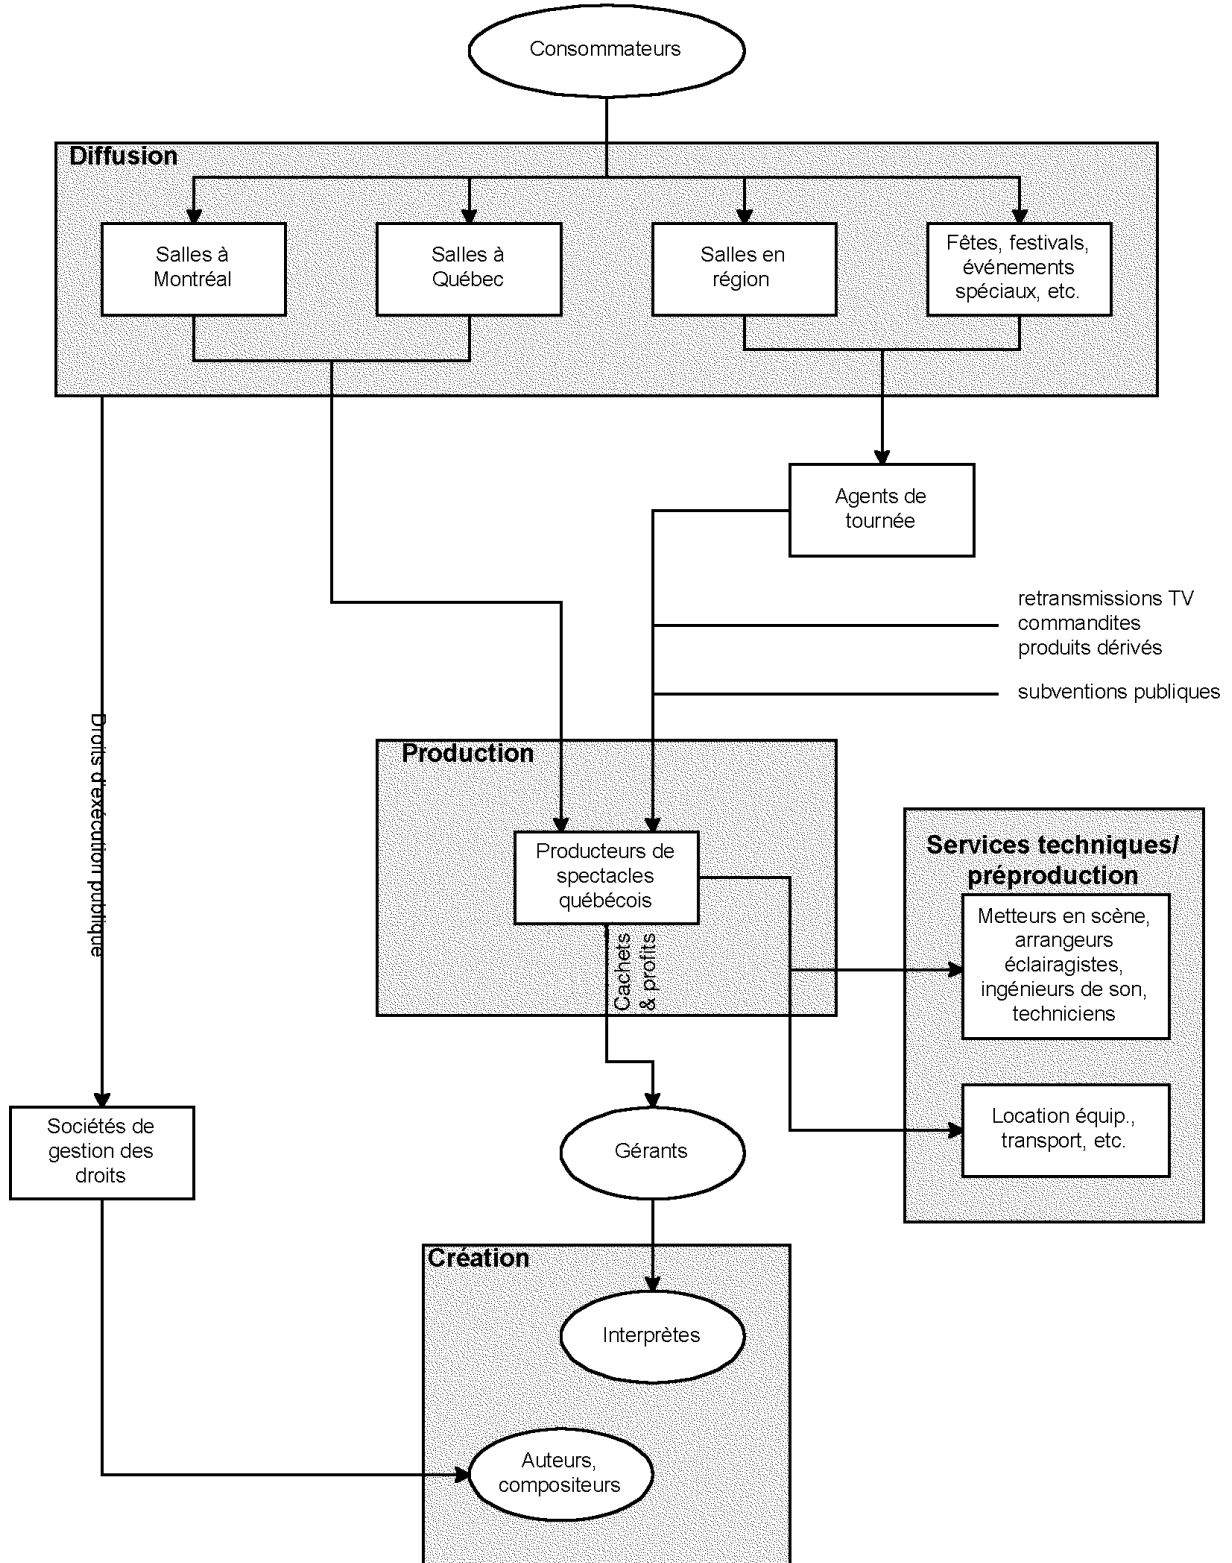 Consommateurs
Diffusion
Salles à
Montréal
Salles à
Québec
Salles en
région
Fêtes, festivals,
événements
spéciaux, etc.
Agents de
tournée
retransmissions TV
commandites
produits dérivés
subventions publiques
Droits d'exécution publique
Production
Producteurs de
spectacles
québécois
Cachets
& profits
Services techniques/
préproduction
Metteurs en scène,
arrangeurs
éclairagistes,
ingénieurs de son,
techniciens
Location équip.,
transport, etc.
Sociétés de
gestion des
droits
Gérants
Création
Interprètes
Auteurs,
compositeurs